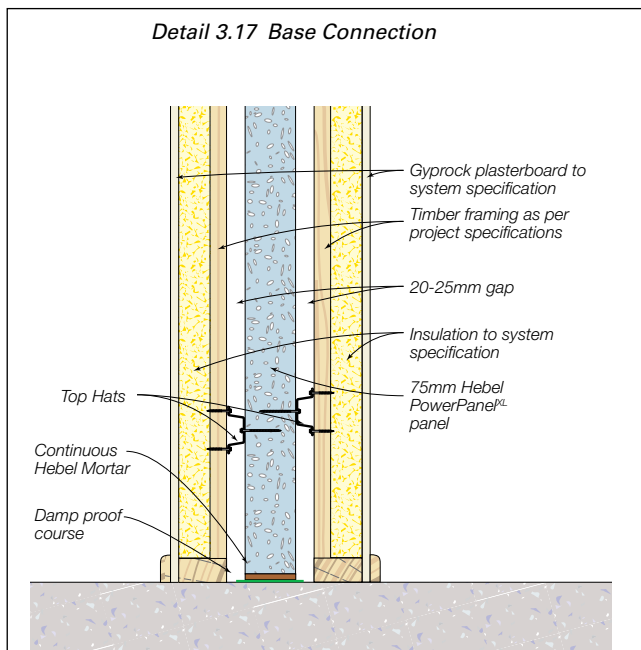 Detail 3.17 Base Connection
Gyprock plasterboard to
system specification
Timber framing as per
project specifications
20-25mm gap
Insulation to system
specification
75mm Hebel
PowerPanelXL
panel
Top Hats
Continuous
Hebel Mortar
Damp proof
course